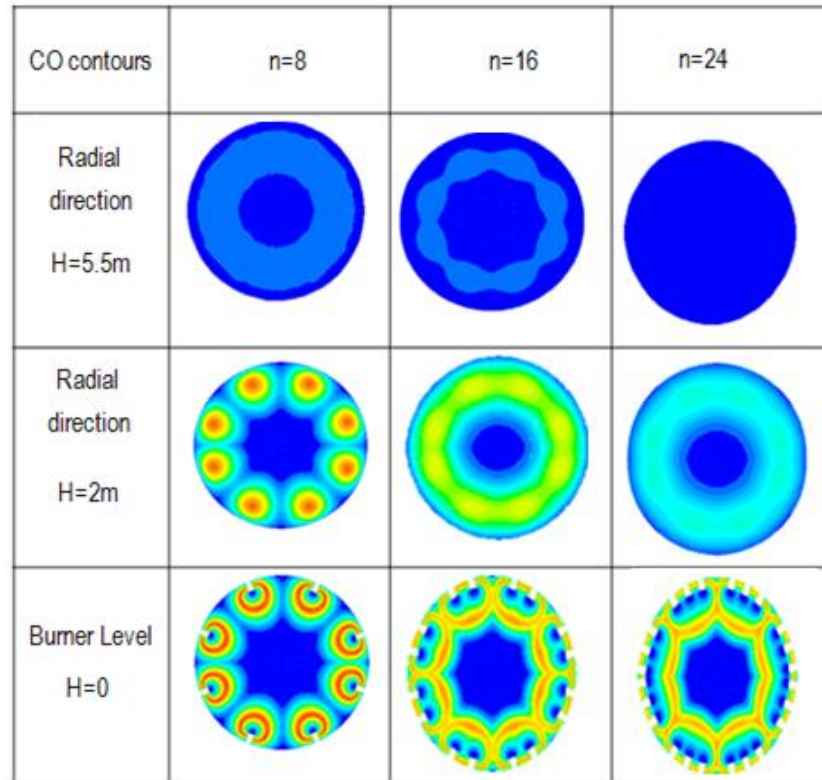 CO contours
n=8
n=16
n=24
Radial
direction
H=5.5m
Radial
direction
H=2m
Burner Level
H=0